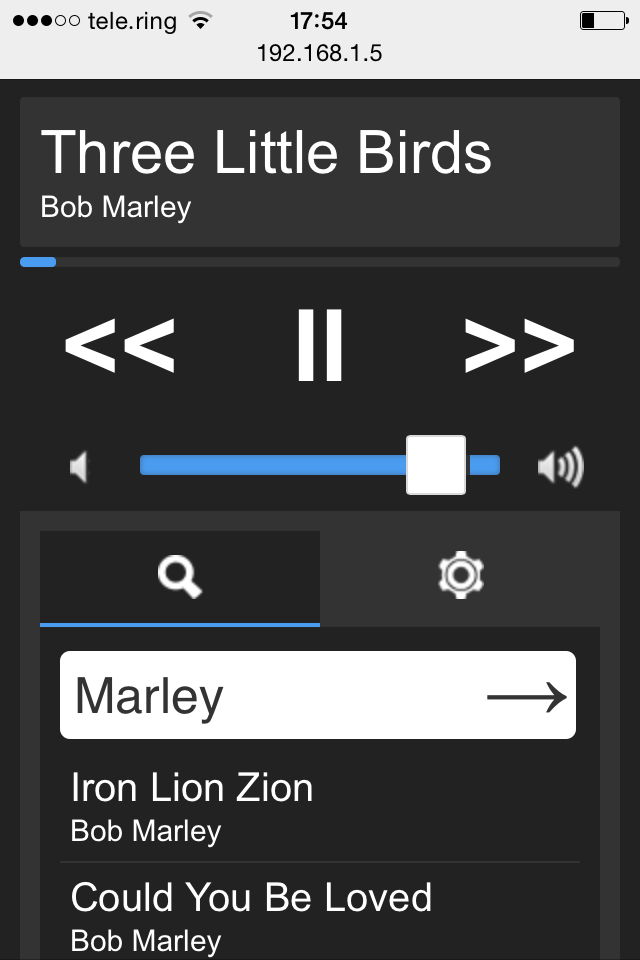 tele.ring 17:54
192.168.1.5
Three Little Birds
Bob Marley
<< || >>
Marley →
Iron Lion Zion
Bob Marley
Could You Be Loved
Bob Marley